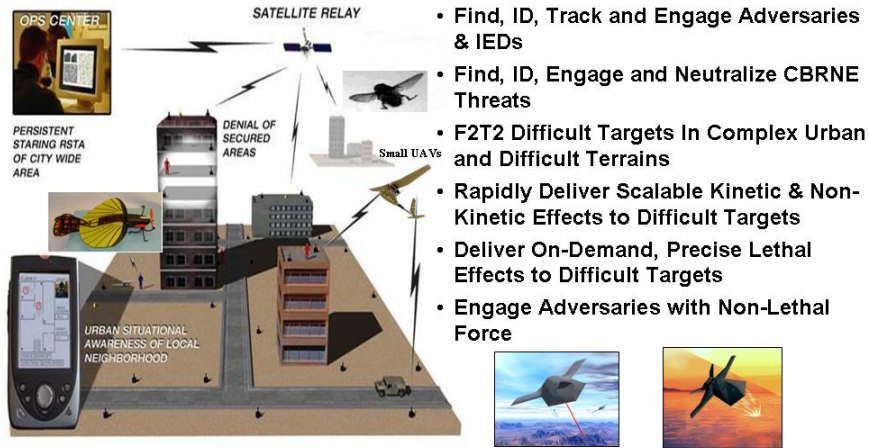 OPS CENTER
SATELLITE RELAY
PERSISTENT
STARING RSTA
OF CITY WIDE
AREA
DENIAL OF
SECURED
AREAS
Small UAVs
URBAN SITUATIONAL
AWARENESS OF LOCAL
NEIGHBORHOOD
• Find, ID, Track and Engage Adversaries
& IEDs
• Find, ID, Engage and Neutralize CBRNE
Threats
• F2T2 Difficult Targets In Complex Urban
and Difficult Terrains
• Rapidly Deliver Scalable Kinetic & Non-
Kinetic Effects to Difficult Targets
• Deliver On-Demand, Precise Lethal
Effects to Difficult Targets
• Engage Adversaries with Non-Lethal
Force